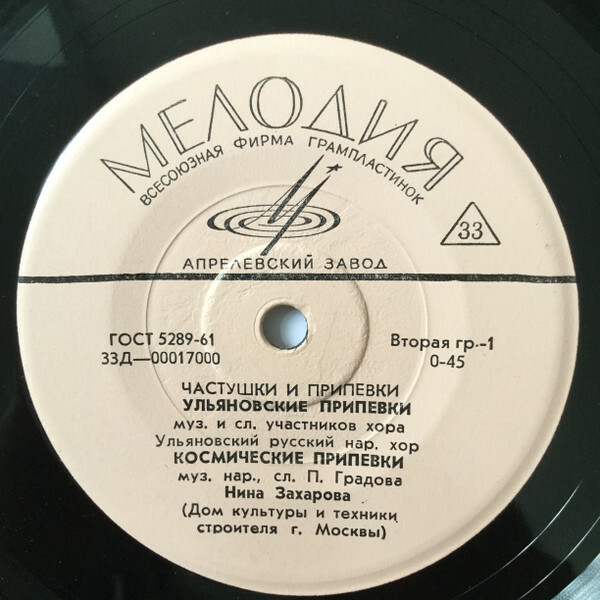 МЕЛОДИЯ
ВСЕСОЮЗНАЯ ФИРМА ГРАМПЛАСТИНОК
33
АПРЕЛЕВСКИЙ ЗАВОД
ГОСТ 5289-61
33Д—00017000
Вторая гр.-1
0-45
ЧАСТУШКИ И ПРИПЕВКИ
УЛЬЯНОВСКИЕ ПРИПЕВКИ
муз. и сл. участников хора
Ульяновский русский нар. хор
КОСМИЧЕСКИЕ ПРИПЕВКИ
муз. нар., сл. П. Градова
Нина Захарова
(Дом культуры и техники
строителя г. Москвы)